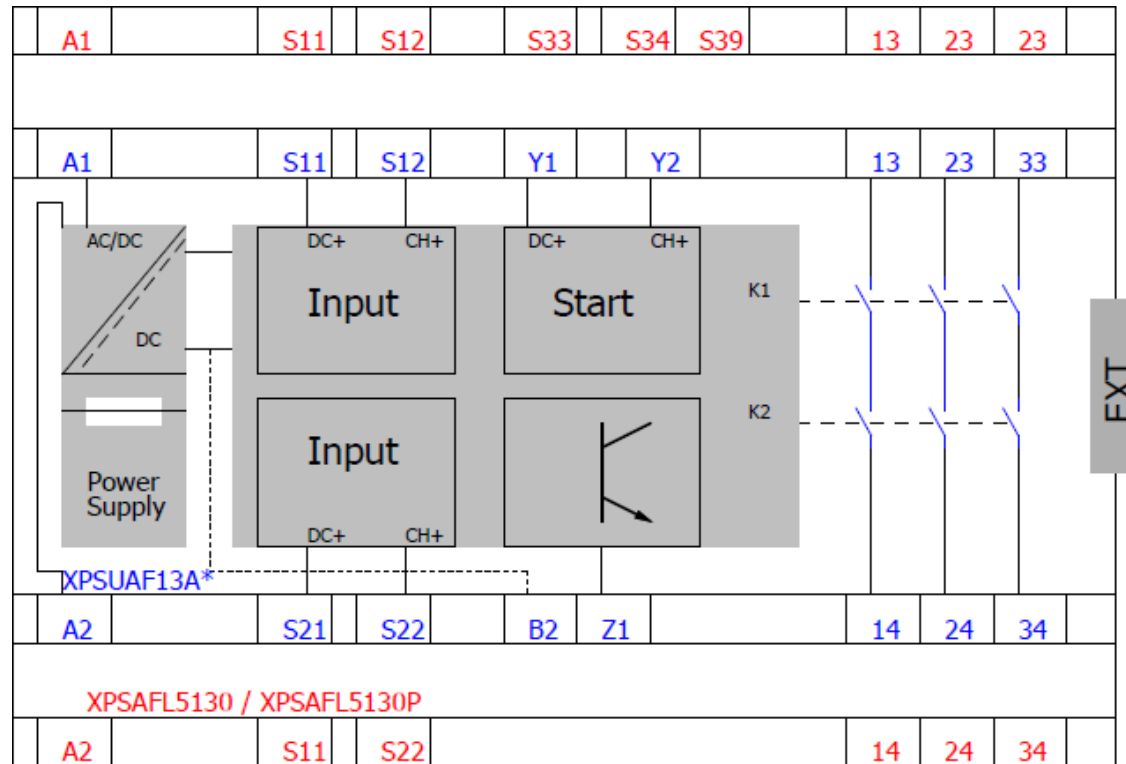 A1 S11 S12 S33 S34 S39 13 23 23
A1 S11 S12 Y1 Y2 13 23 33
AC/DC DC+ CH+ DC+ CH+
K1
Input Start
DC
EXT
K2
Input
Power
Supply
DC+ CH+
XPSUAF13A*
A2 S21 S22 B2 Z1 14 24 34
XPSAFL5130 / XPSAFL5130P
A2 S11 S22 14 24 34